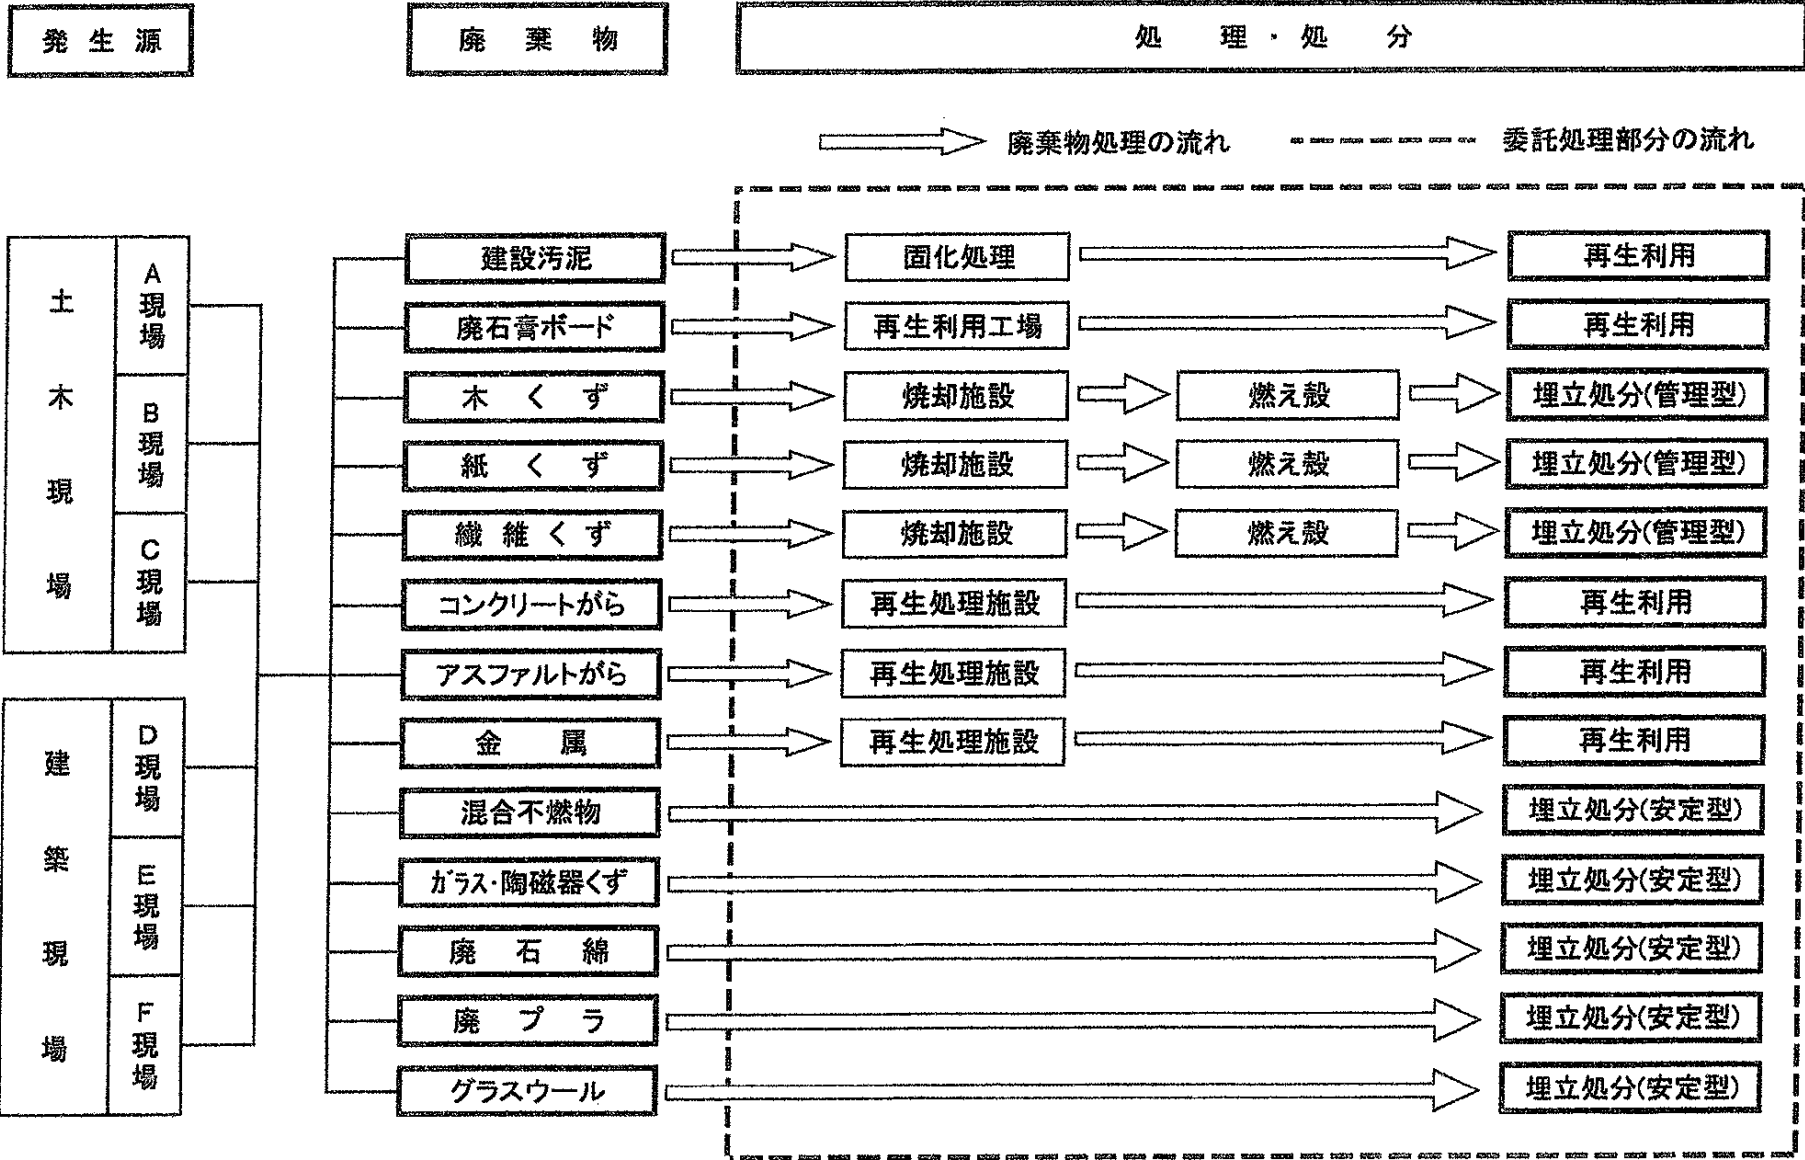 発生源
廃棄物
処理・処分
廃棄物処理の流れ
委託処理部分の流れ
土木現場
A現場
B現場
C現場
建築現場
D現場
E現場
F現場
建設汚泥 固化処理 再生利用
廃石膏ボード 再生利用工場 再生利用
木くず 焼却施設 燃え殻 埋立処分(管理型)
紙くず 焼却施設 燃え殻 埋立処分(管理型)
繊維くず 焼却施設 燃え殻 埋立処分(管理型)
コンクリートがら 再生処理施設 再生利用
アスファルトがら 再生処理施設 再生利用
金属 再生処理施設 再生利用
混合不燃物 埋立処分(安定型)
ガラス・陶磁器くず 埋立処分(安定型)
廃石綿 埋立処分(安定型)
廃プラ 埋立処分(安定型)
グラスウール 埋立処分(安定型)